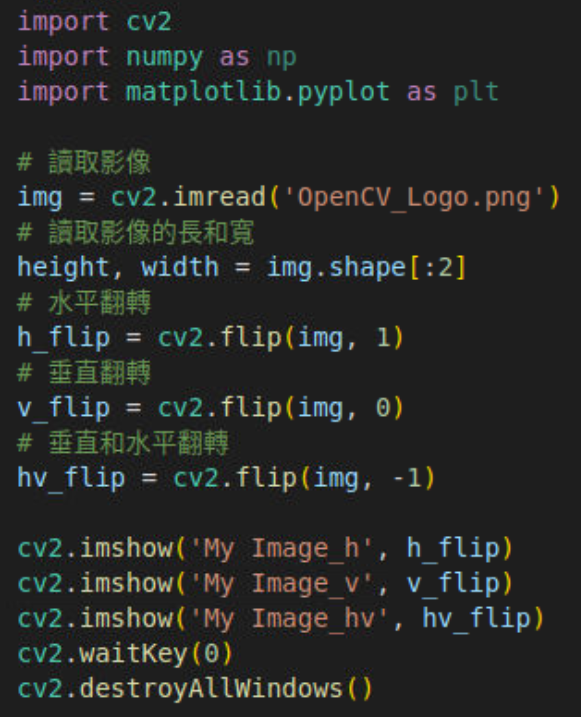 import cv2
import numpy as np
import matplotlib.pyplot as plt
# 讀取影像
img = cv2.imread('OpenCV_Logo.png')
# 讀取影像的長和寬
height, width = img.shape[:2]
# 水平翻轉
h_flip = cv2.flip(img, 1)
# 垂直翻轉
v_flip = cv2.flip(img, 0)
# 垂直和水平翻轉
hv_flip = cv2.flip(img, -1)
cv2.imshow('My Image_h', h_flip)
cv2.imshow('My Image_v', v_flip)
cv2.imshow('My Image_hv', hv_flip)
cv2.waitKey(0)
cv2.destroyAllWindows()